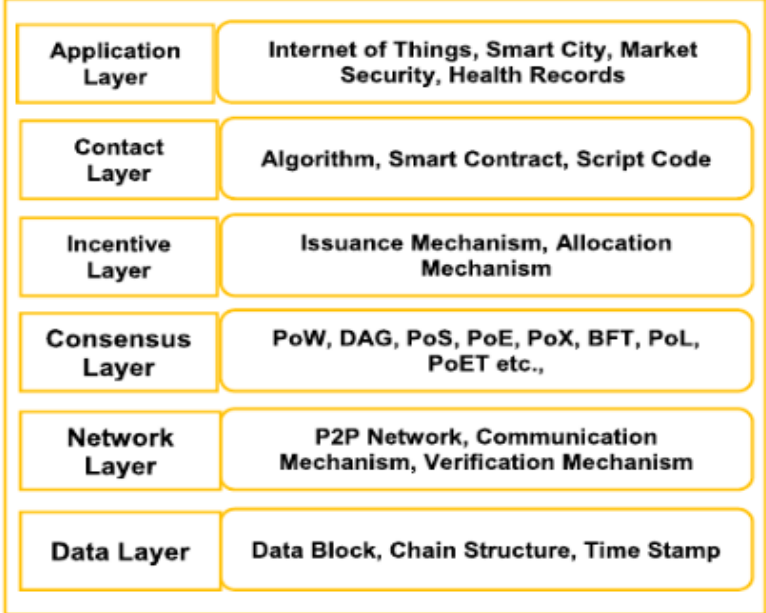 Application
Layer
Internet of Things, Smart City, Market
Security, Health Records
Contact
Layer
Algorithm, Smart Contract, Script Code
Incentive
Layer
Issuance Mechanism, Allocation
Mechanism
Consensus
Layer
PoW, DAG, PoS, PoE, PoX, BFT, PoL,
PoET etc.,
Network
Layer
P2P Network, Communication
Mechanism, Verification Mechanism
Data Layer
Data Block, Chain Structure, Time Stamp